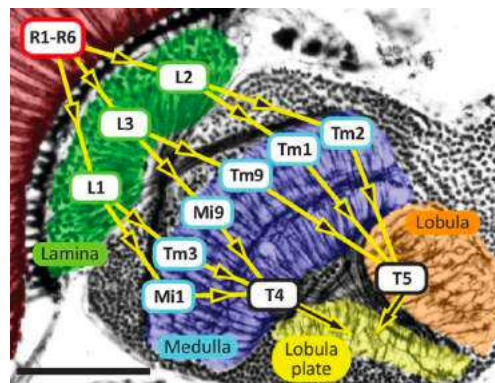 R1-R6
L2
L3
Tm1
Tm2
Tm9
L1
Mi9
Lobula
Lamina
Tm3
T5
Mi1
T4
Medulla
Lobula
plate